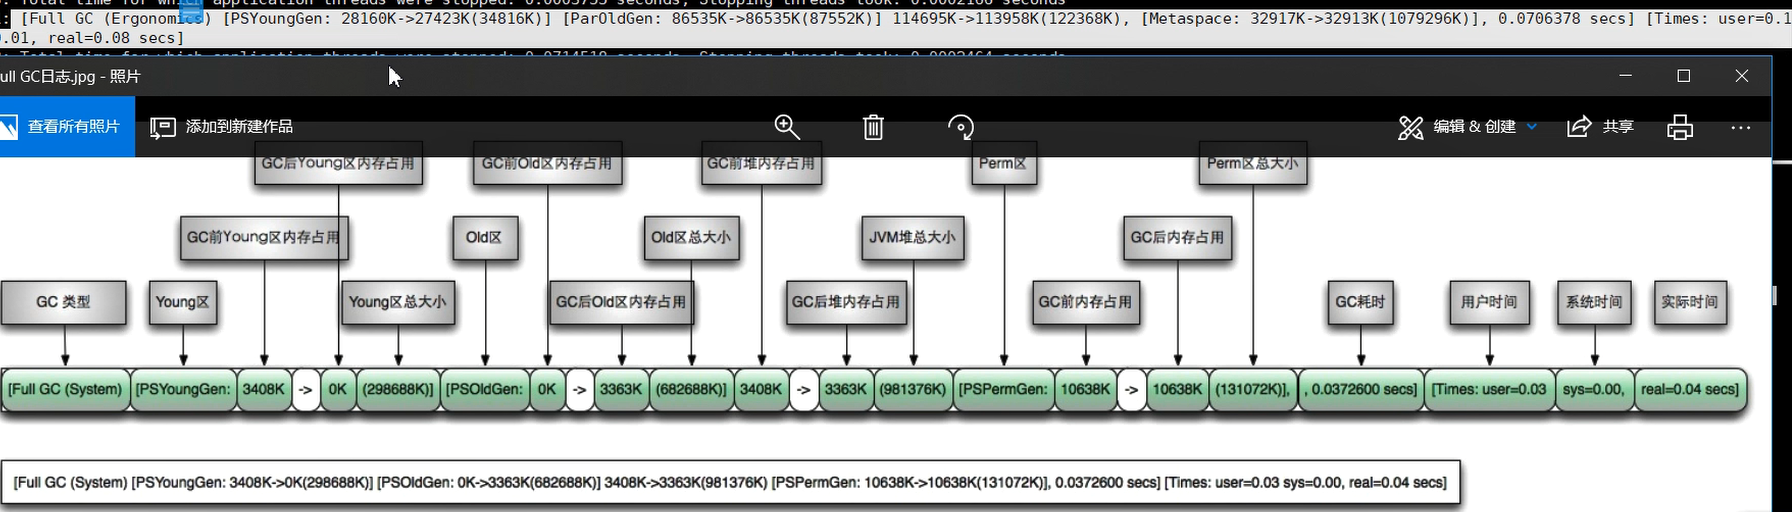 [Full GC (Ergonomics) [PSYoungGen: 28160K->27423K(34816K)] [ParOldGen: 86535K->86535K(87552K)] 114695K->113958K(122368K), [Metaspace: 32917K->32913K(1079296K)], 0.0706378 secs] [Times: user=0.1
.01, real=0.08 secs]
ull GC日志.jpg - 照片
查看所有照片 添加到新建作品 编辑 & 创建 共享
GC后Young区内存占用 GC前Old区内存占用 GC前堆内存占用 Perm区 Perm区总大小
GC前Young区内存占用 Old区 Old区总大小 JVM堆总大小 GC后内存占用
GC 类型 Young区 Young区总大小 GC后Old区内存占用 GC后堆内存占用 GC前内存占用 GC耗时 用户时间 系统时间 实际时间
[Full GC (System) [PSYoungGen: 3408K -> 0K (298688K)] [PSOldGen: 0K -> 3363K (682688K)] 3408K -> 3363K (981376K) [PSPermGen: 10638K -> 10638K (131072K)], , 0.0372600 secs] [Times: user=0.03 sys=0.00, real=0.04 secs]
[Full GC (System) [PSYoungGen: 3408K->0K(298688K)] [PSOldGen: 0K->3363K(682688K)] 3408K->3363K(981376K) [PSPermGen: 10638K->10638K(131072K)], 0.0372600 secs] [Times: user=0.03 sys=0.00, real=0.04 secs]